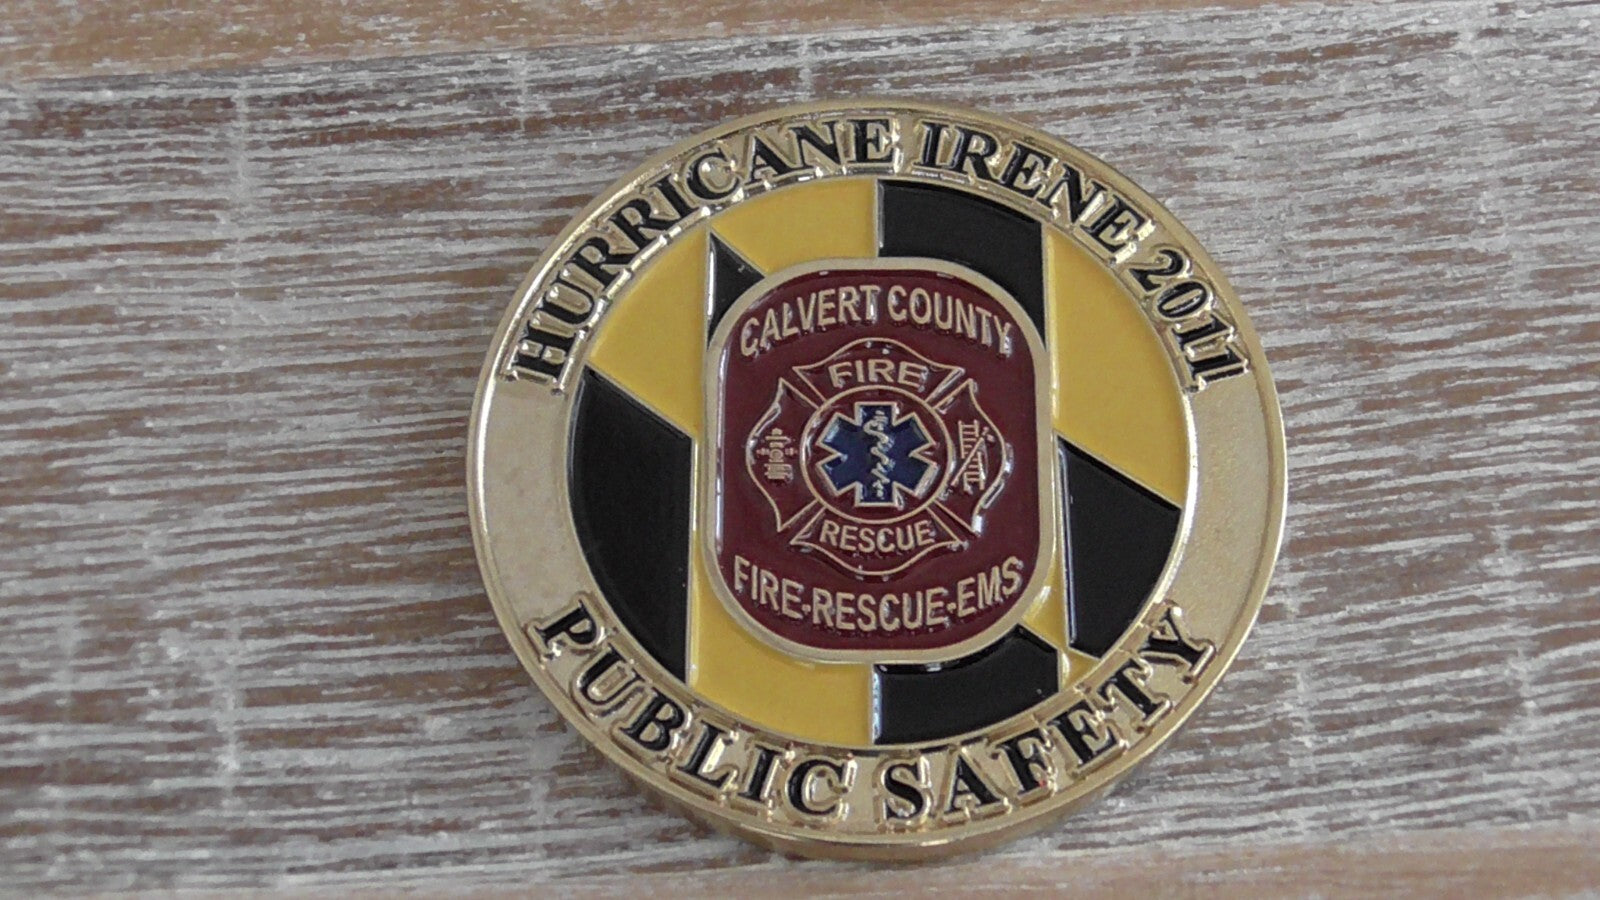 HURRICANE IRENE 2011
CALVERT COUNTY
FIRE
RESCUE
FIRE-RESCUE-EMS
PUBLIC SAFETY